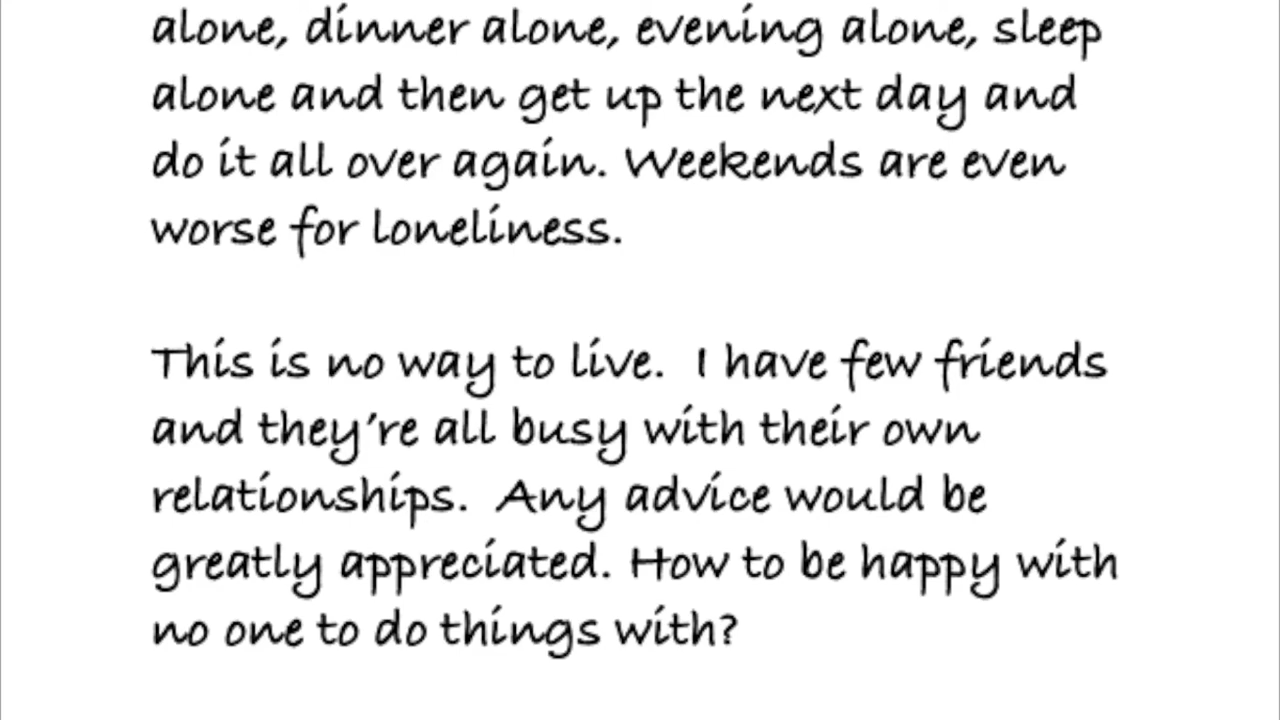 alone, dinner alone, evening alone, sleep
alone and then get up the next day and
do it all over again. Weekends are even
worse for loneliness.
This is no way to live.  I have few friends
and they're all busy with their own
relationships.  Any advice would be
greatly appreciated. How to be happy with
no one to do things with?